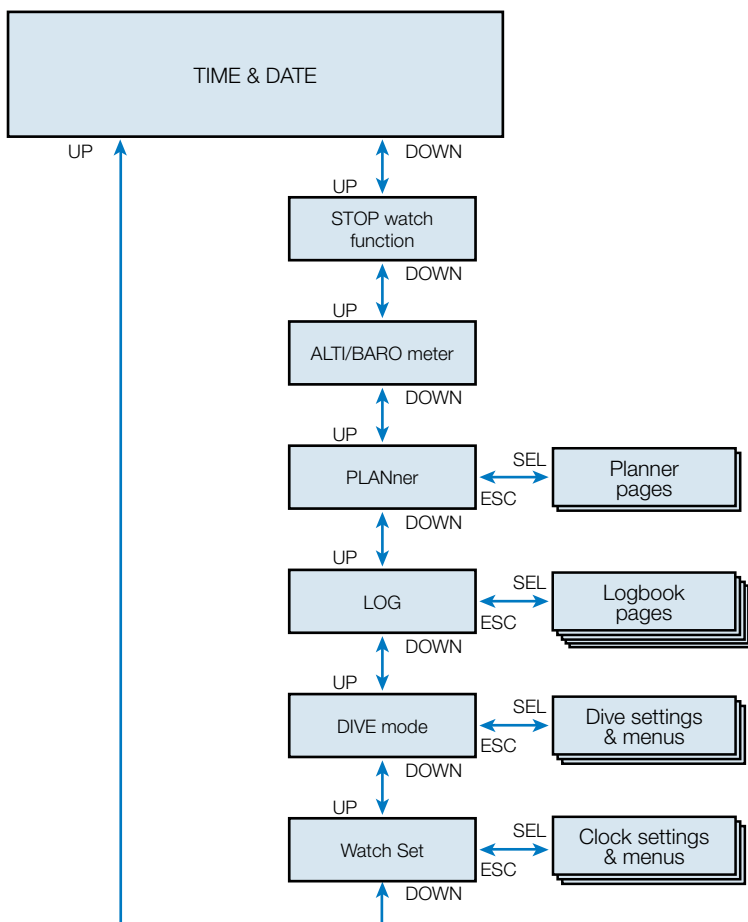 TIME & DATE
UP
DOWN
UP
STOP watch
function
DOWN
UP
ALTI/BARO meter
DOWN
UP
PLANner
SEL
ESC
Planner
pages
DOWN
UP
LOG
SEL
ESC
Logbook
pages
DOWN
UP
DIVE mode
SEL
ESC
Dive settings
& menus
DOWN
UP
Watch Set
SEL
ESC
Clock settings
& menus
DOWN